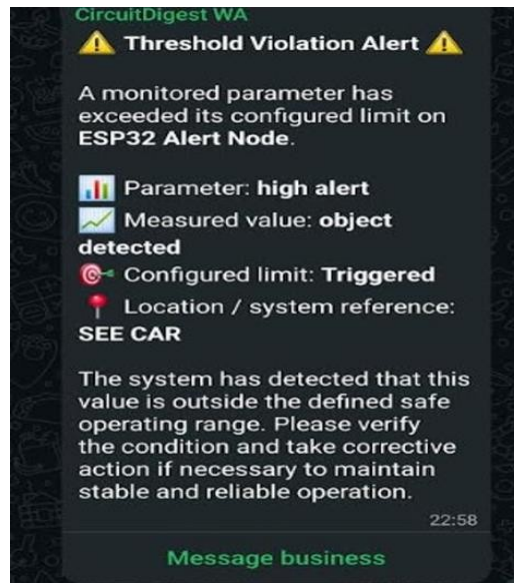 CircuitDigest WA
⚠️ Threshold Violation Alert ⚠️
A monitored parameter has
exceeded its configured limit on
ESP32 Alert Node.
📊 Parameter: high alert
📈 Measured value: object
detected
🎯 Configured limit: Triggered
📍 Location / system reference:
SEE CAR
The system has detected that this
value is outside the defined safe
operating range. Please verify
the condition and take corrective
action if necessary to maintain
stable and reliable operation.
22:58
Message business